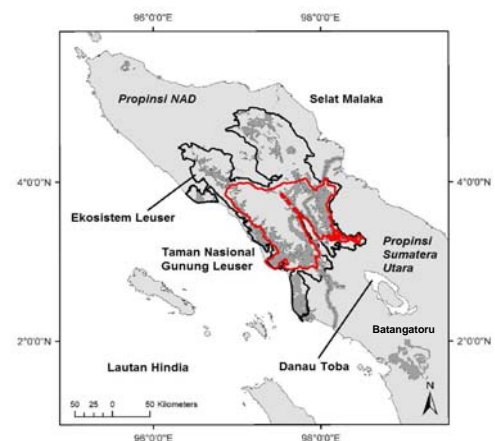 96°0'0"E 98°0'0"E
Propinsi NAD
Selat Malaka
4°0'0"N 4°0'0"N
Ekosistem Leuser
Taman Nasional
Gunung Leuser
Propinsi
Sumatera
Utara
Batangatoru
2°0'0"N 2°0'0"N
Lautan Hindia
Danau Toba
N
50 25 0 50 Kilometers
96°0'0"E 98°0'0"E